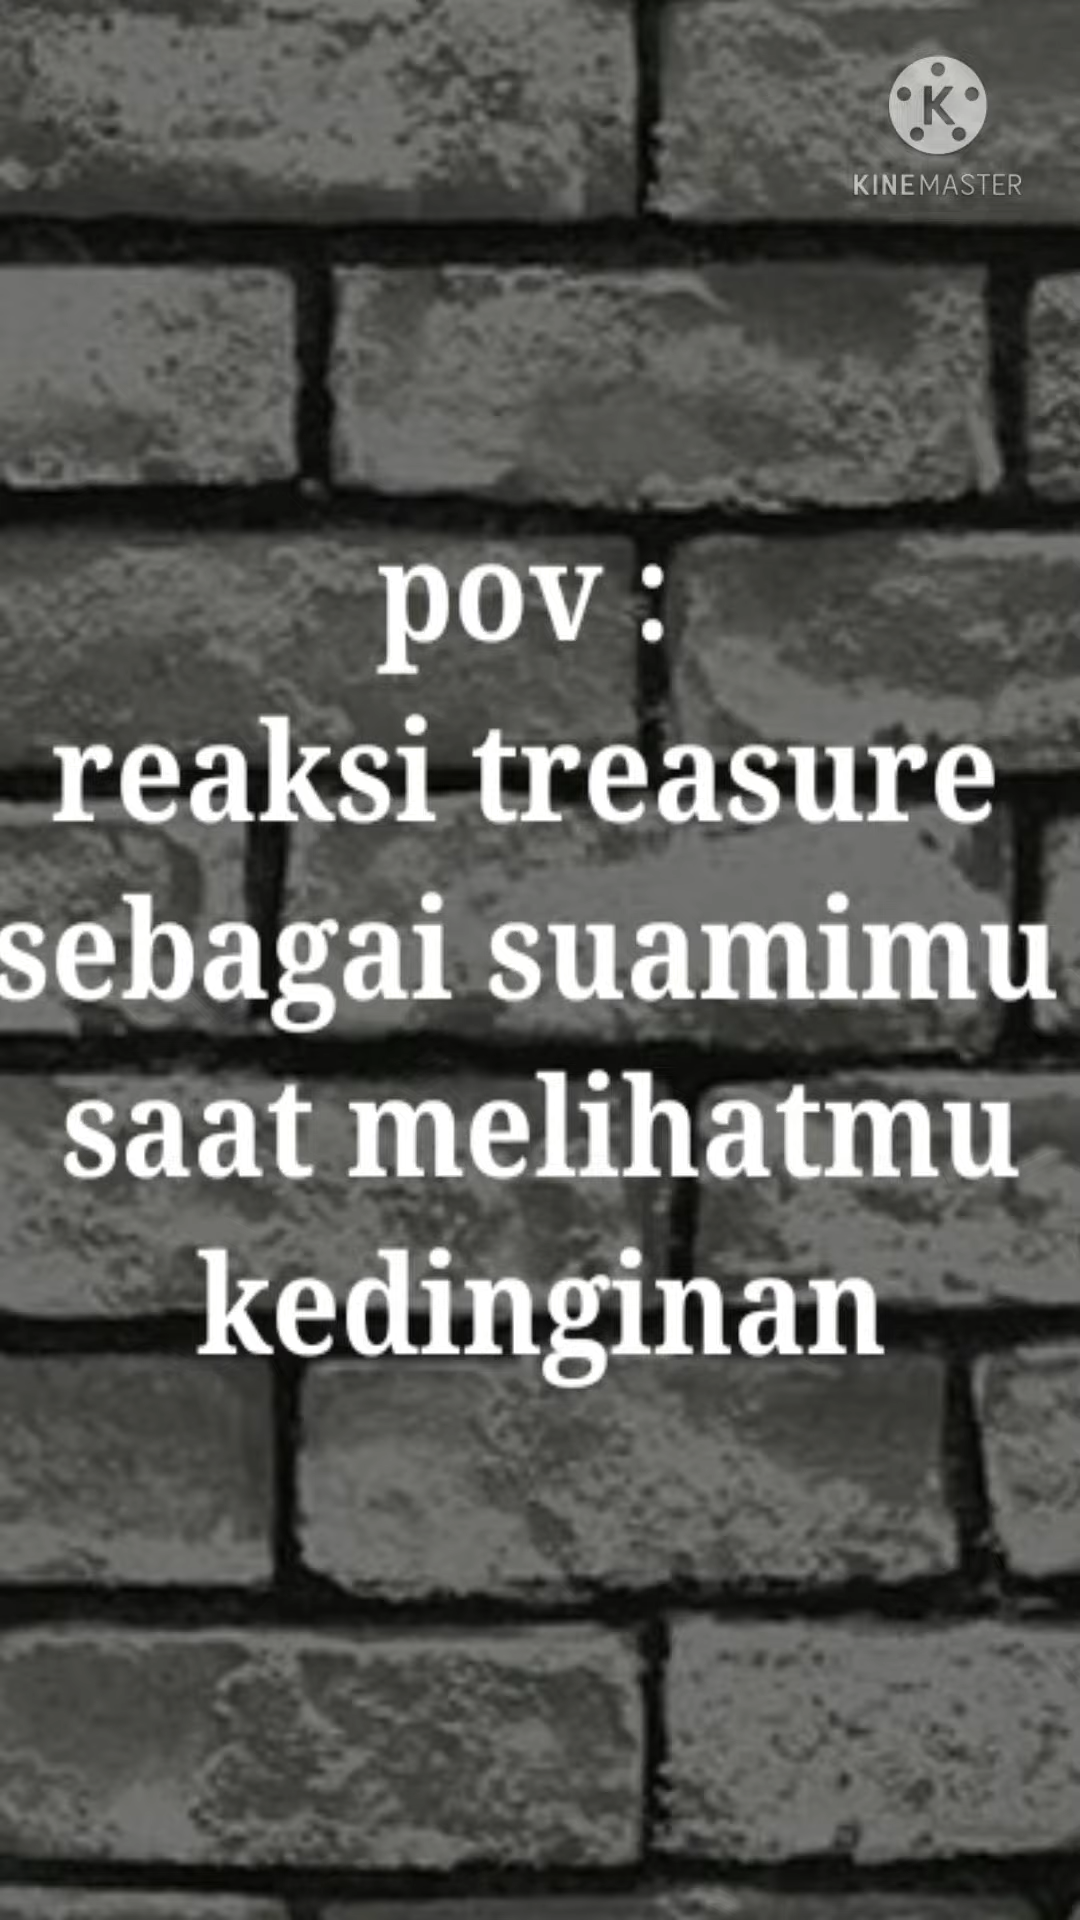 K
KINEMASTER
pov :
reaksi treasure
sebagai suamimu
saat melihatmu
kedinginan